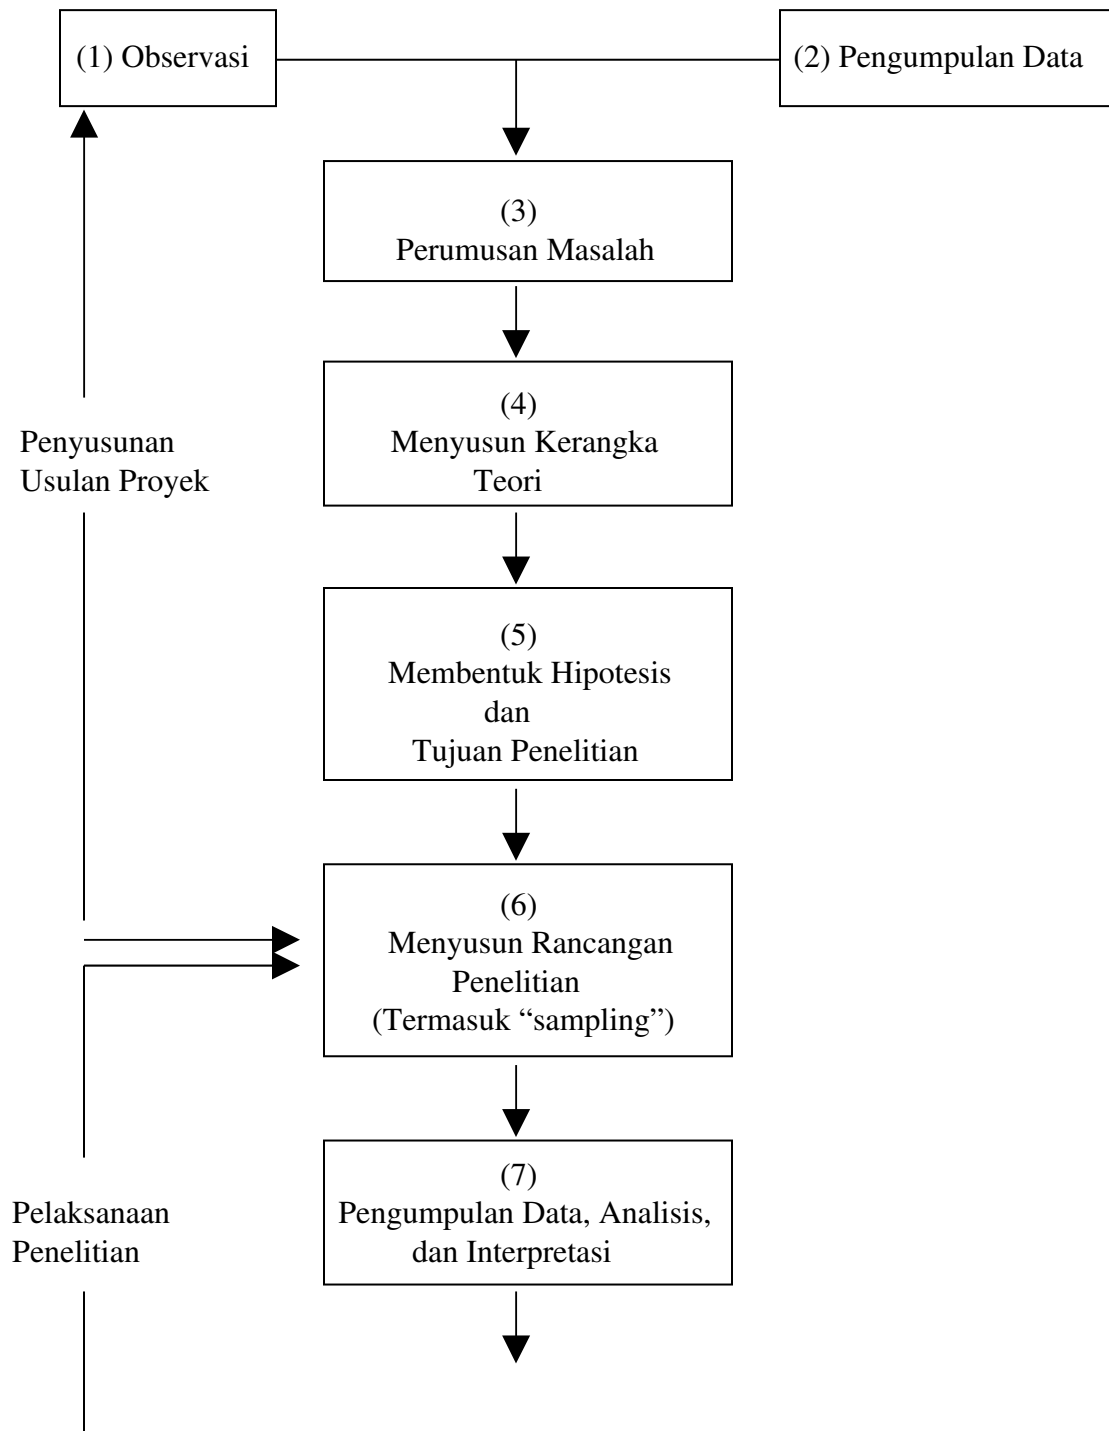 (1) Observasi
(2) Pengumpulan Data
(3)
Perumusan Masalah
(4)
Menyusun Kerangka
Teori
Penyusunan
Usulan Proyek
(5)
Membentuk Hipotesis
dan
Tujuan Penelitian
(6)
Menyusun Rancangan
Penelitian
(Termasuk “sampling”)
(7)
Pengumpulan Data, Analisis,
dan Interpretasi
Pelaksanaan
Penelitian